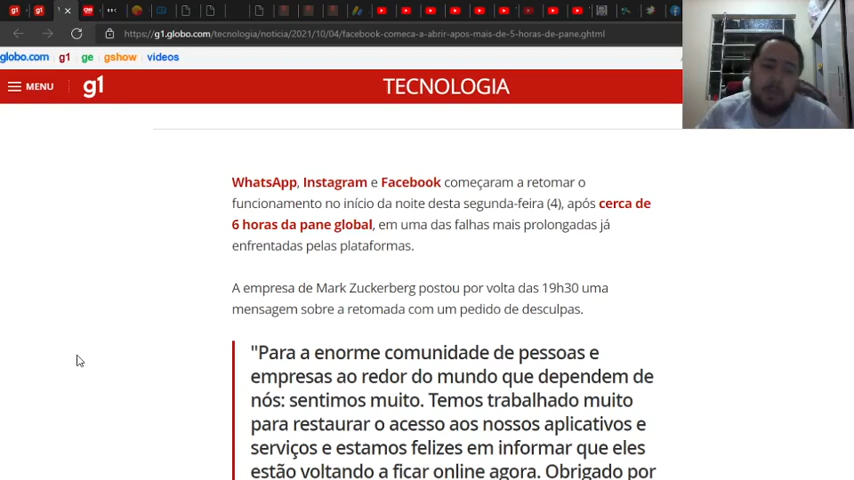 https://g1.globo.com/tecnologia/noticia/2021/10/04/facebook-comeca-a-abrir-apos-mais-de-5-horas-de-pane.ghtml
globo.com g1 ge gshow videos
MENU g1 TECNOLOGIA
WhatsApp, Instagram e Facebook começaram a retomar o
funcionamento no início da noite desta segunda-feira (4), após cerca de
6 horas da pane global, em uma das falhas mais prolongadas já
enfrentadas pelas plataformas.
A empresa de Mark Zuckerberg postou por volta das 19h30 uma
mensagem sobre a retomada com um pedido de desculpas.
"Para a enorme comunidade de pessoas e
empresas ao redor do mundo que dependem de
nós: sentimos muito. Temos trabalhado muito
para restaurar o acesso aos nossos aplicativos e
serviços e estamos felizes em informar que eles
estão voltando a ficar online agora. Obrigado por